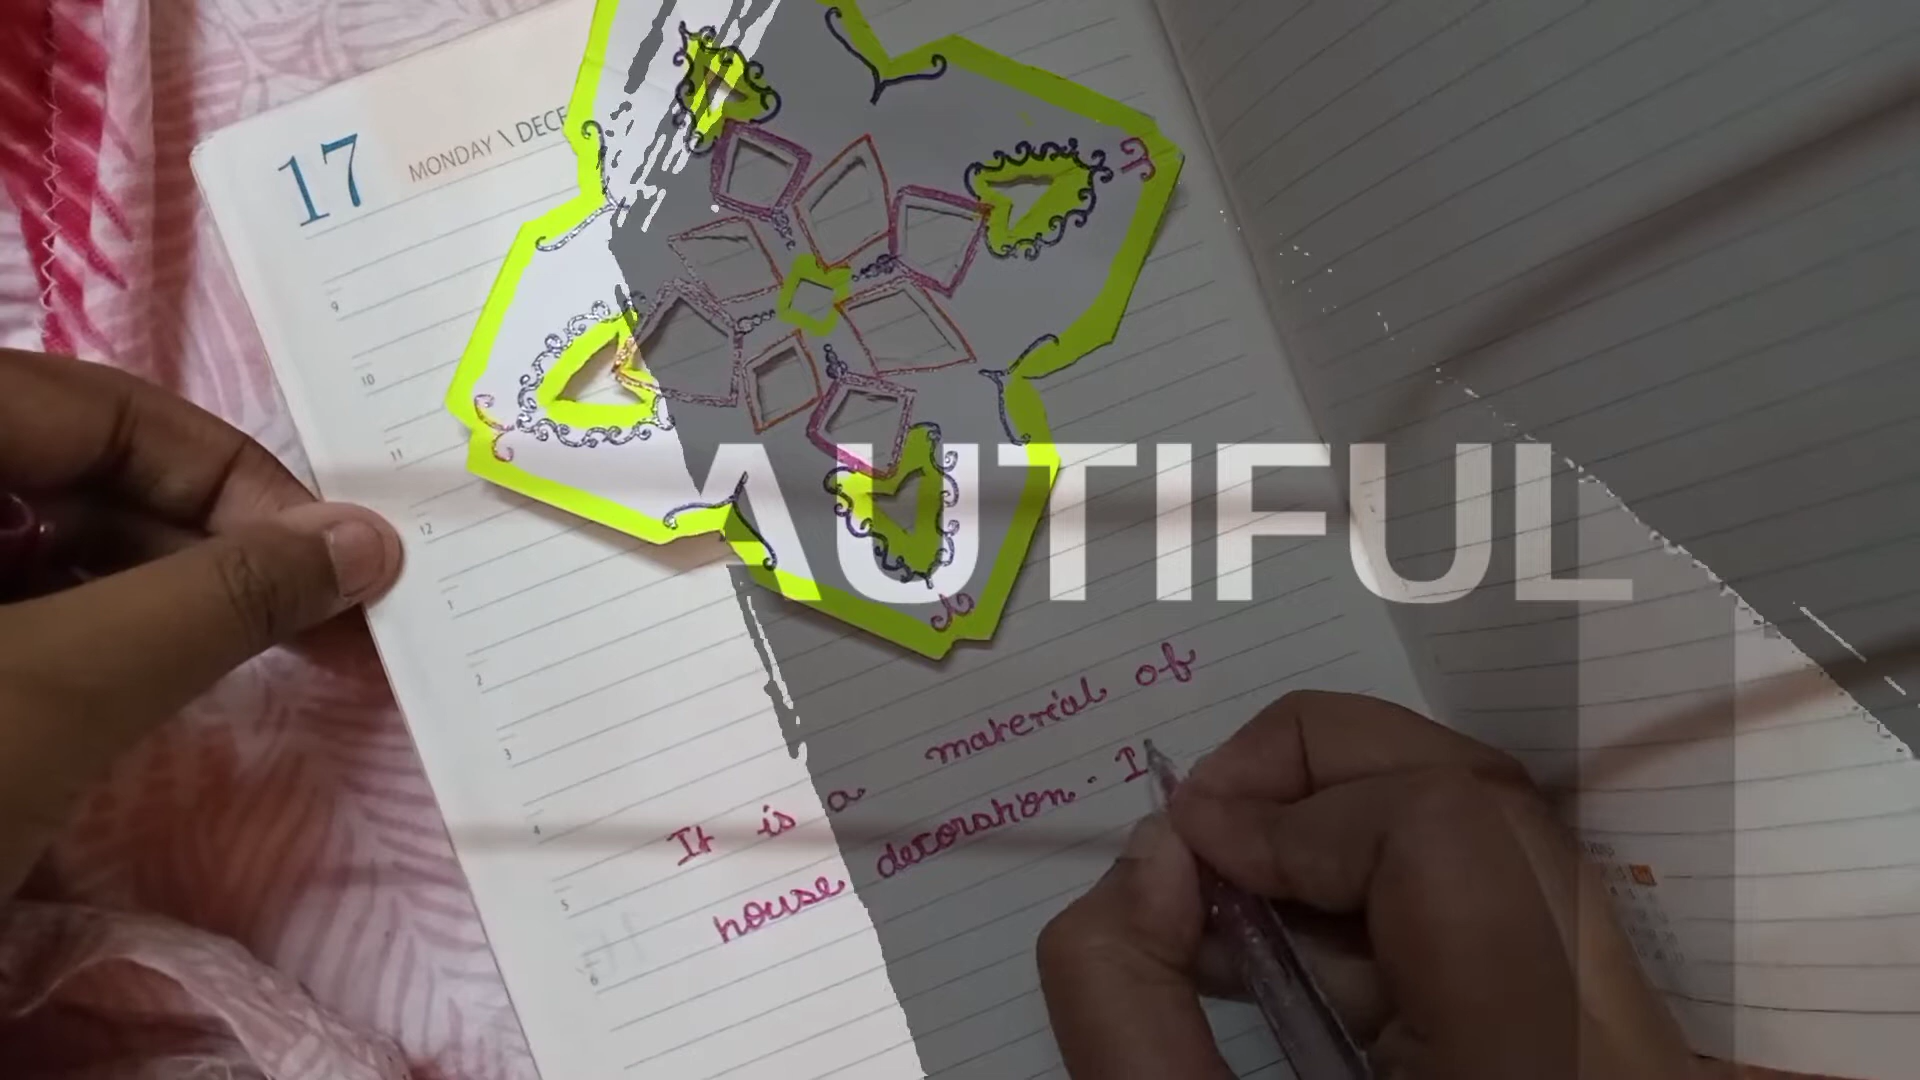 17 MONDAY \ DECE
9
10
11
12
1
2
3
4
5
6
AUTIFUL
It is a material of
house decoration. I